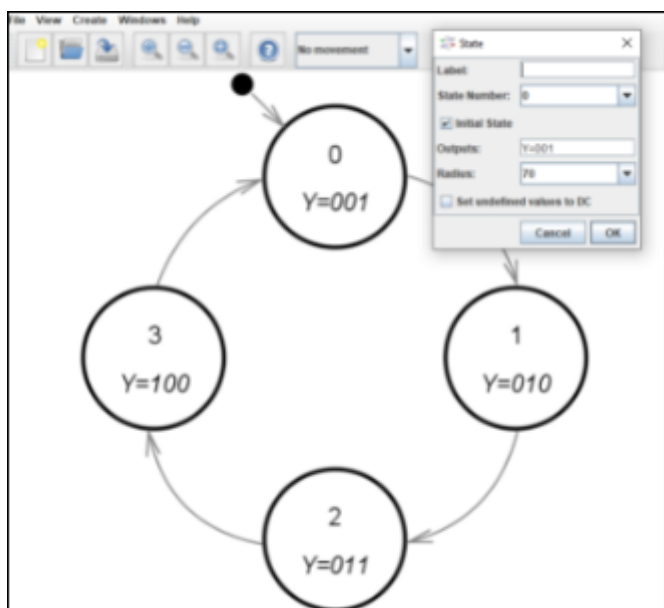 File View Create Windows Help
No movement
State
Label:
State Number: 0
Initial State
Outputs: Y=001
Radius: 70
Set undefined values to DC
Cancel OK
0
Y=001
3
Y=100
1
Y=010
2
Y=011